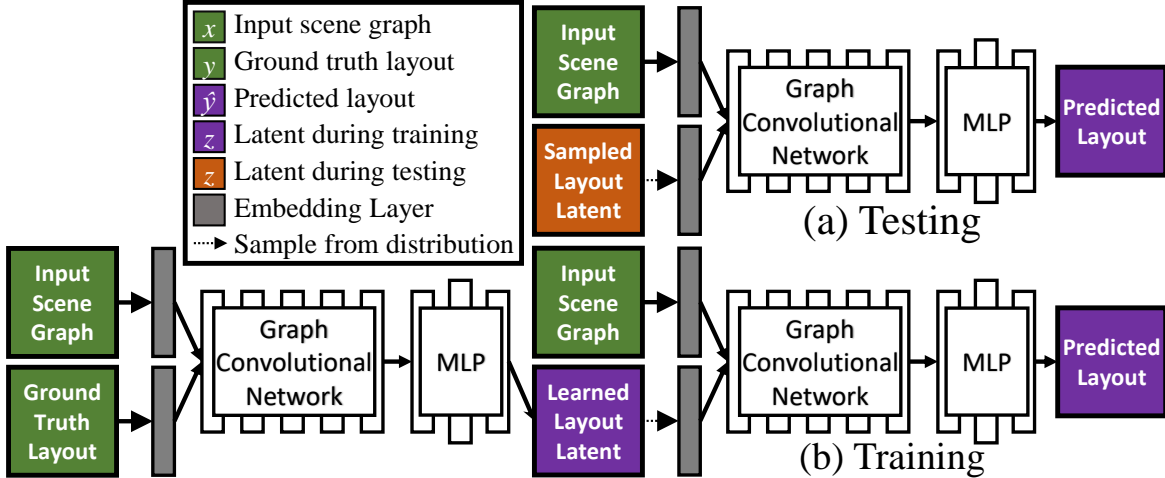 x Input scene graph
y Ground truth layout
ŷ Predicted layout
z Latent during training
z Latent during testing
Embedding Layer
Sample from distribution
Input
Scene
Graph
Sampled
Layout
Latent
Graph
Convolutional
Network
MLP
Predicted
Layout
(a) Testing
Input
Scene
Graph
Ground
Truth
Layout
Graph
Convolutional
Network
MLP
Input
Scene
Graph
Learned
Layout
Latent
Graph
Convolutional
Network
MLP
Predicted
Layout
(b) Training